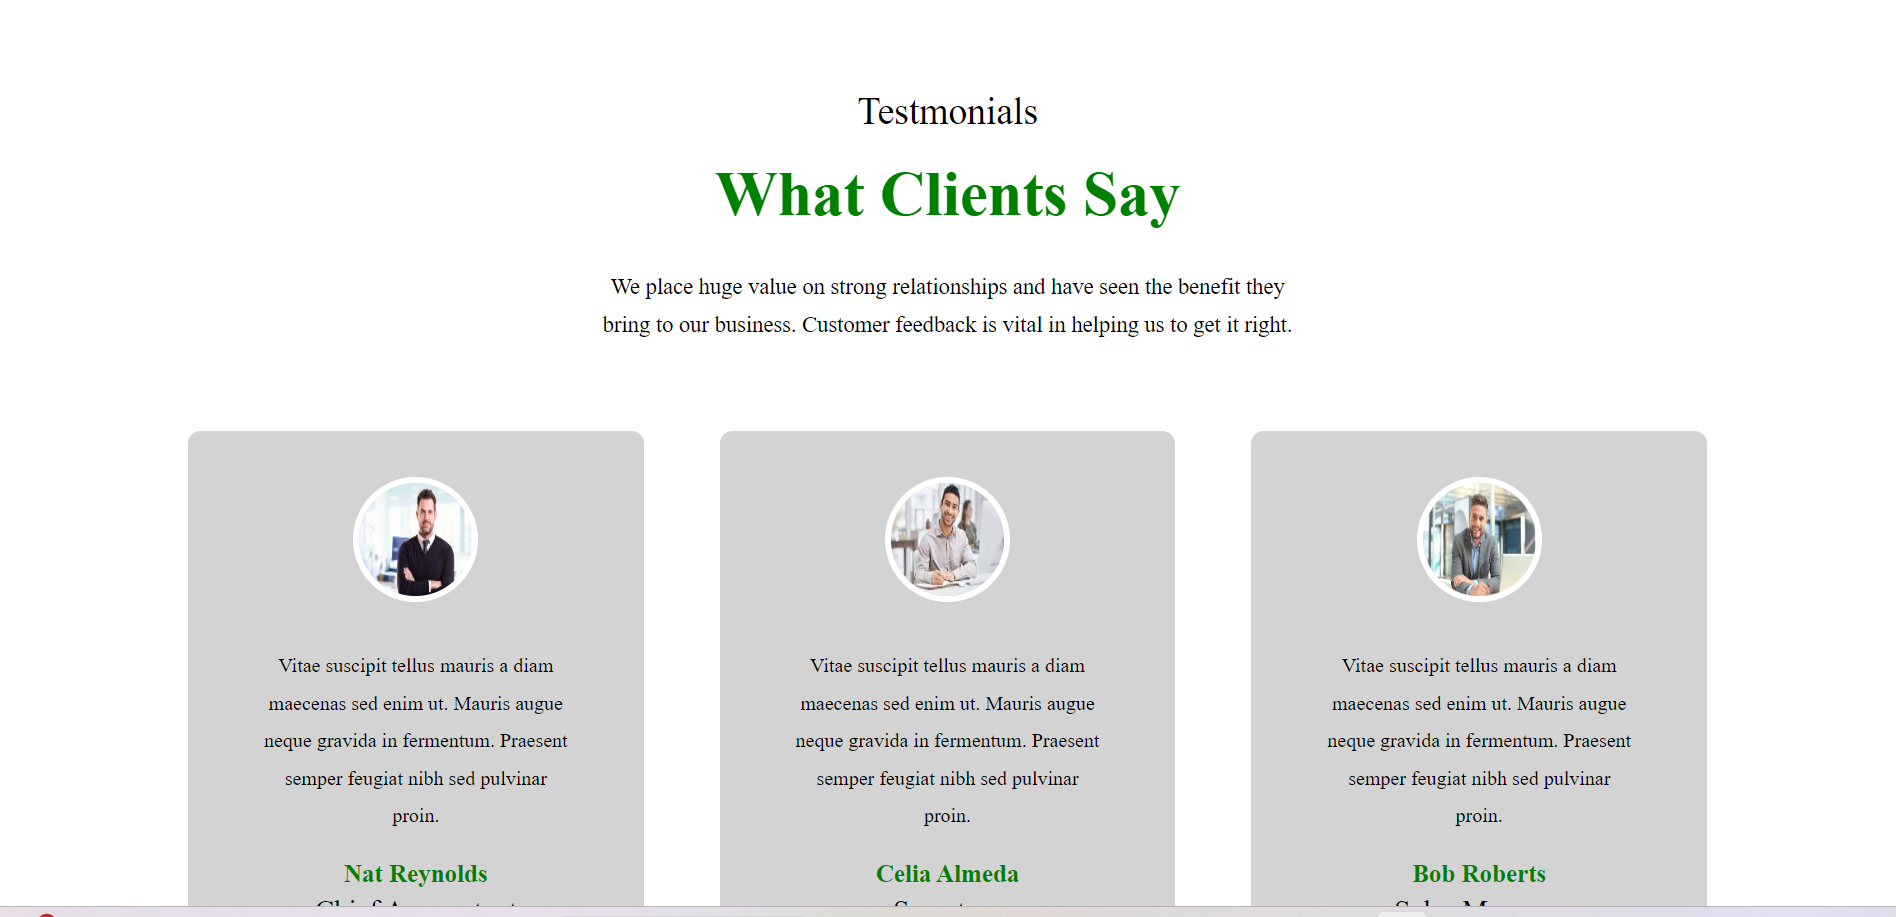 Testmonials
What Clients Say
We place huge value on strong relationships and have seen the benefit they
bring to our business. Customer feedback is vital in helping us to get it right.
Vitae suscipit tellus mauris a diam
maecenas sed enim ut. Mauris augue
neque gravida in fermentum. Praesent
semper feugiat nibh sed pulvinar
proin.
Nat Reynolds
Vitae suscipit tellus mauris a diam
maecenas sed enim ut. Mauris augue
neque gravida in fermentum. Praesent
semper feugiat nibh sed pulvinar
proin.
Celia Almeda
Vitae suscipit tellus mauris a diam
maecenas sed enim ut. Mauris augue
neque gravida in fermentum. Praesent
semper feugiat nibh sed pulvinar
proin.
Bob Roberts